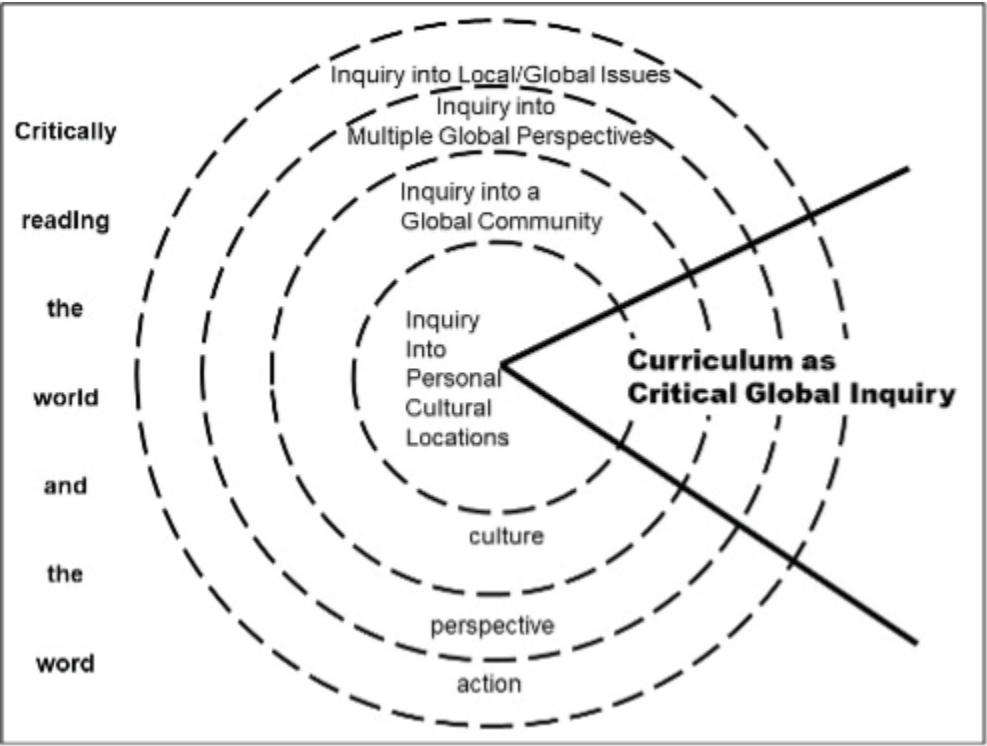 Critically
readIng
the
world
and
the
word
Inquiry into Local/Global Issues
Inquiry into
Multiple Global Perspectives
Inquiry into a
Global Community
Inquiry
Into
Personal
Cultural
Locations
Curriculum as
Critical Global Inquiry
culture
perspective
action